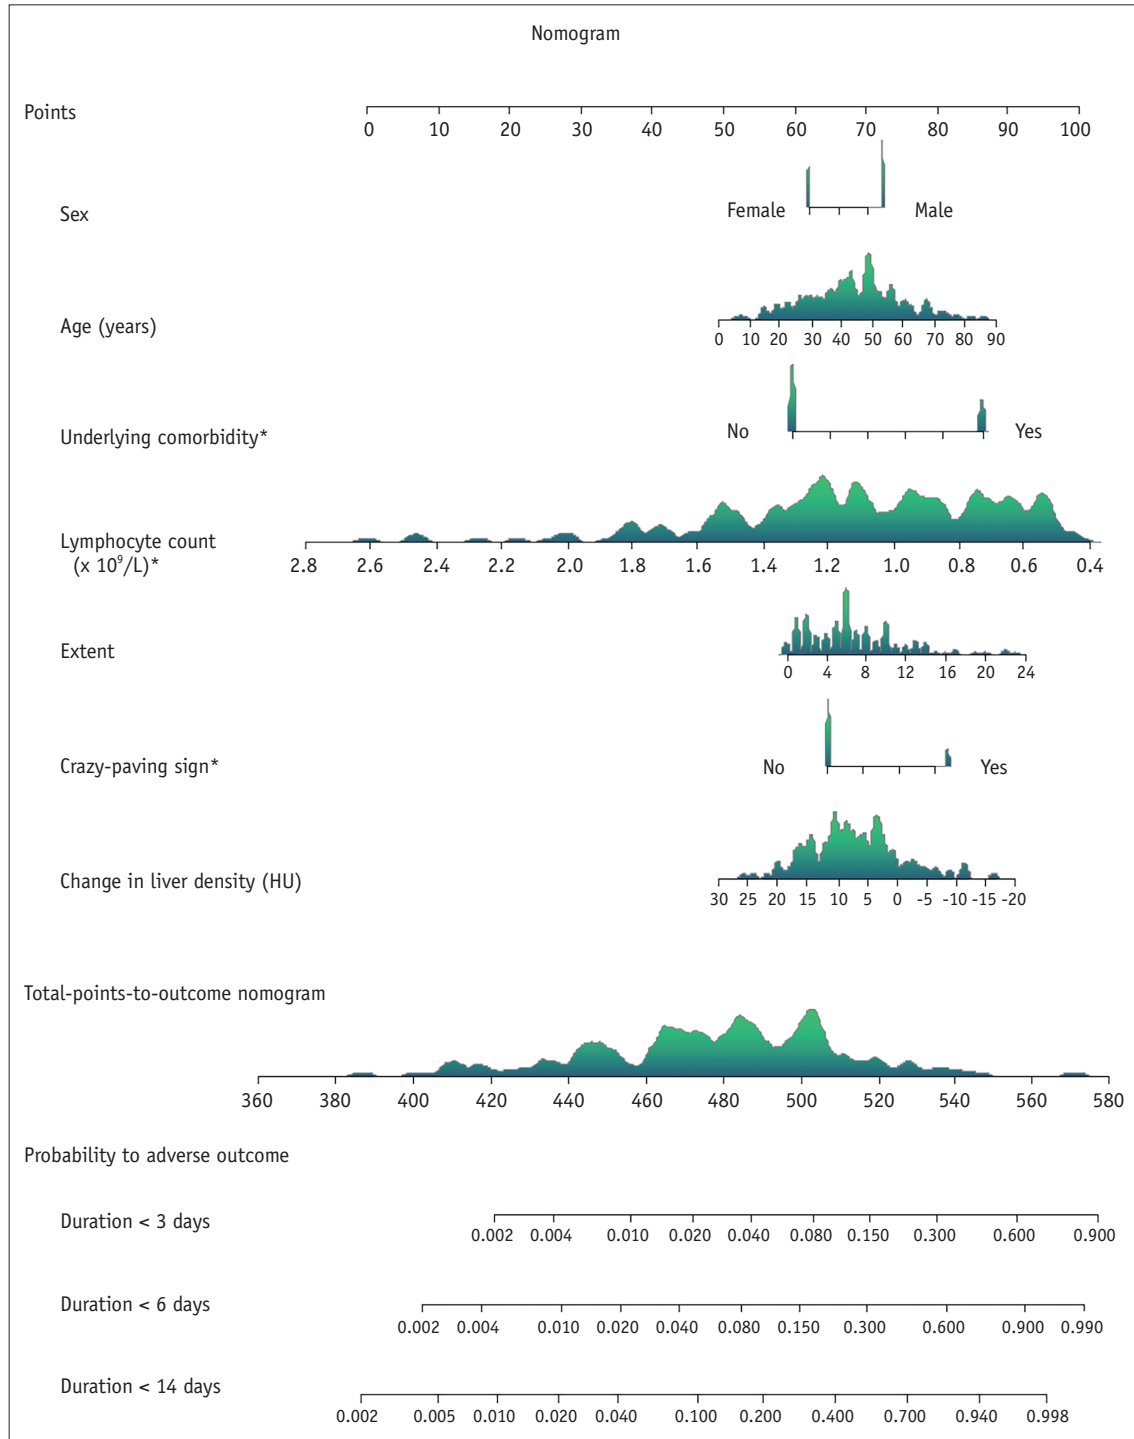 Nomogram
Points
0 10 20 30 40 50 60 70 80 90 100
Sex
Female Male
Age (years)
0 10 20 30 40 50 60 70 80 90
Underlying comorbidity*
No Yes
Lymphocyte count
(x 10⁹/L)*
2.8 2.6 2.4 2.2 2.0 1.8 1.6 1.4 1.2 1.0 0.8 0.6 0.4
Extent
0 4 8 12 16 20 24
Crazy-paving sign*
No Yes
Change in liver density (HU)
30 25 20 15 10 5 0 -5 -10 -15 -20
Total-points-to-outcome nomogram
360 380 400 420 440 460 480 500 520 540 560 580
Probability to adverse outcome
Duration < 3 days
0.002 0.004 0.010 0.020 0.040 0.080 0.150 0.300 0.600 0.900
Duration < 6 days
0.002 0.004 0.010 0.020 0.040 0.080 0.150 0.300 0.600 0.900 0.990
Duration < 14 days
0.002 0.005 0.010 0.020 0.040 0.100 0.200 0.400 0.700 0.940 0.998